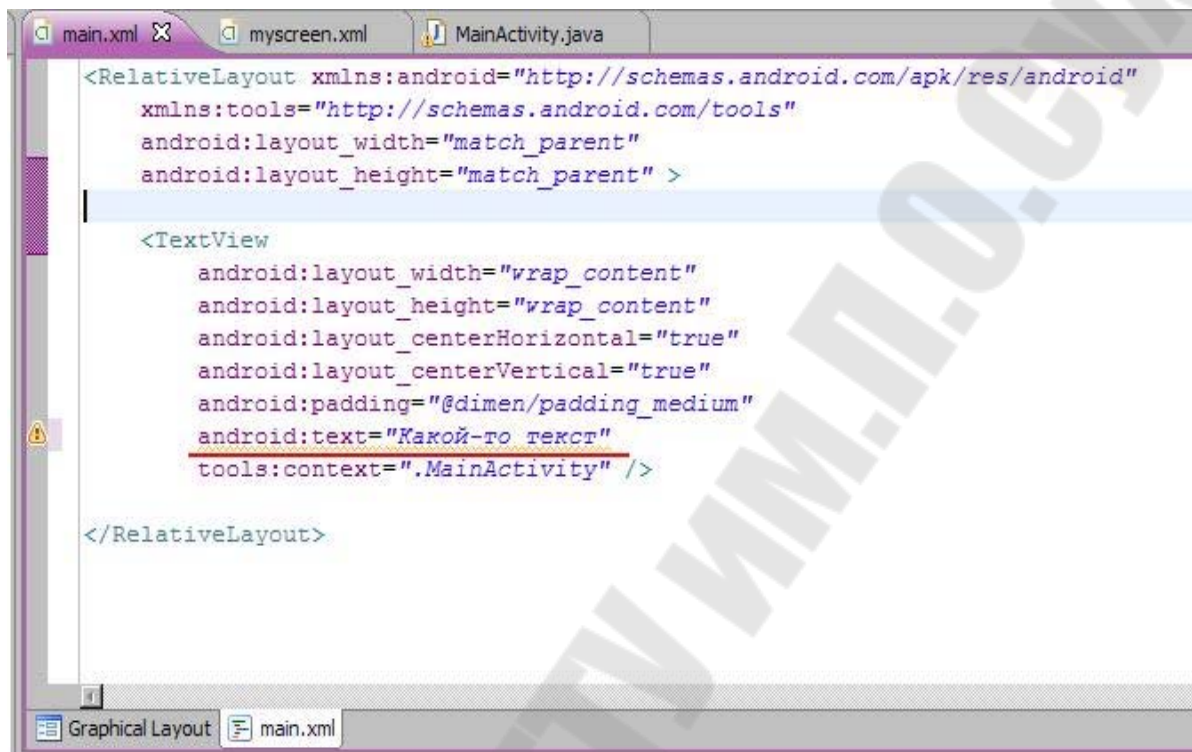 main.xml
myscreen.xml
MainActivity.java
<RelativeLayout xmlns:android="http://schemas.android.com/apk/res/android"
xmlns:tools="http://schemas.android.com/tools"
android:layout_width="match_parent"
android:layout_height="match_parent" >
<TextView
android:layout_width="wrap_content"
android:layout_height="wrap_content"
android:layout_centerHorizontal="true"
android:layout_centerVertical="true"
android:padding="@dimen/padding_medium"
android:text="Какой-то текст"
tools:context=".MainActivity" />
</RelativeLayout>
Graphical Layout
main.xml
ИМ.П.О.